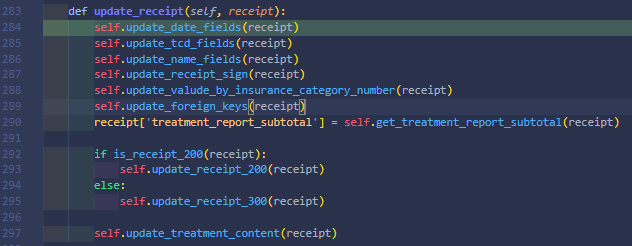 283 def update_receipt(self, receipt):
284 self.update_date_fields(receipt)
285 self.update_tcd_fields(receipt)
286 self.update_name_fields(receipt)
287 self.update_receipt_sign(receipt)
288 self.update_valude_by_insurance_category_number(receipt)
289 self.update_foreign_keys(receipt)
290 receipt['treatment_report_subtotal'] = self.get_treatment_report_subtotal(receipt)
291
292 if is_receipt_200(receipt):
293 self.update_receipt_200(receipt)
294 else:
295 self.update_receipt_300(receipt)
296
297 self.update_treatment_content(receipt)